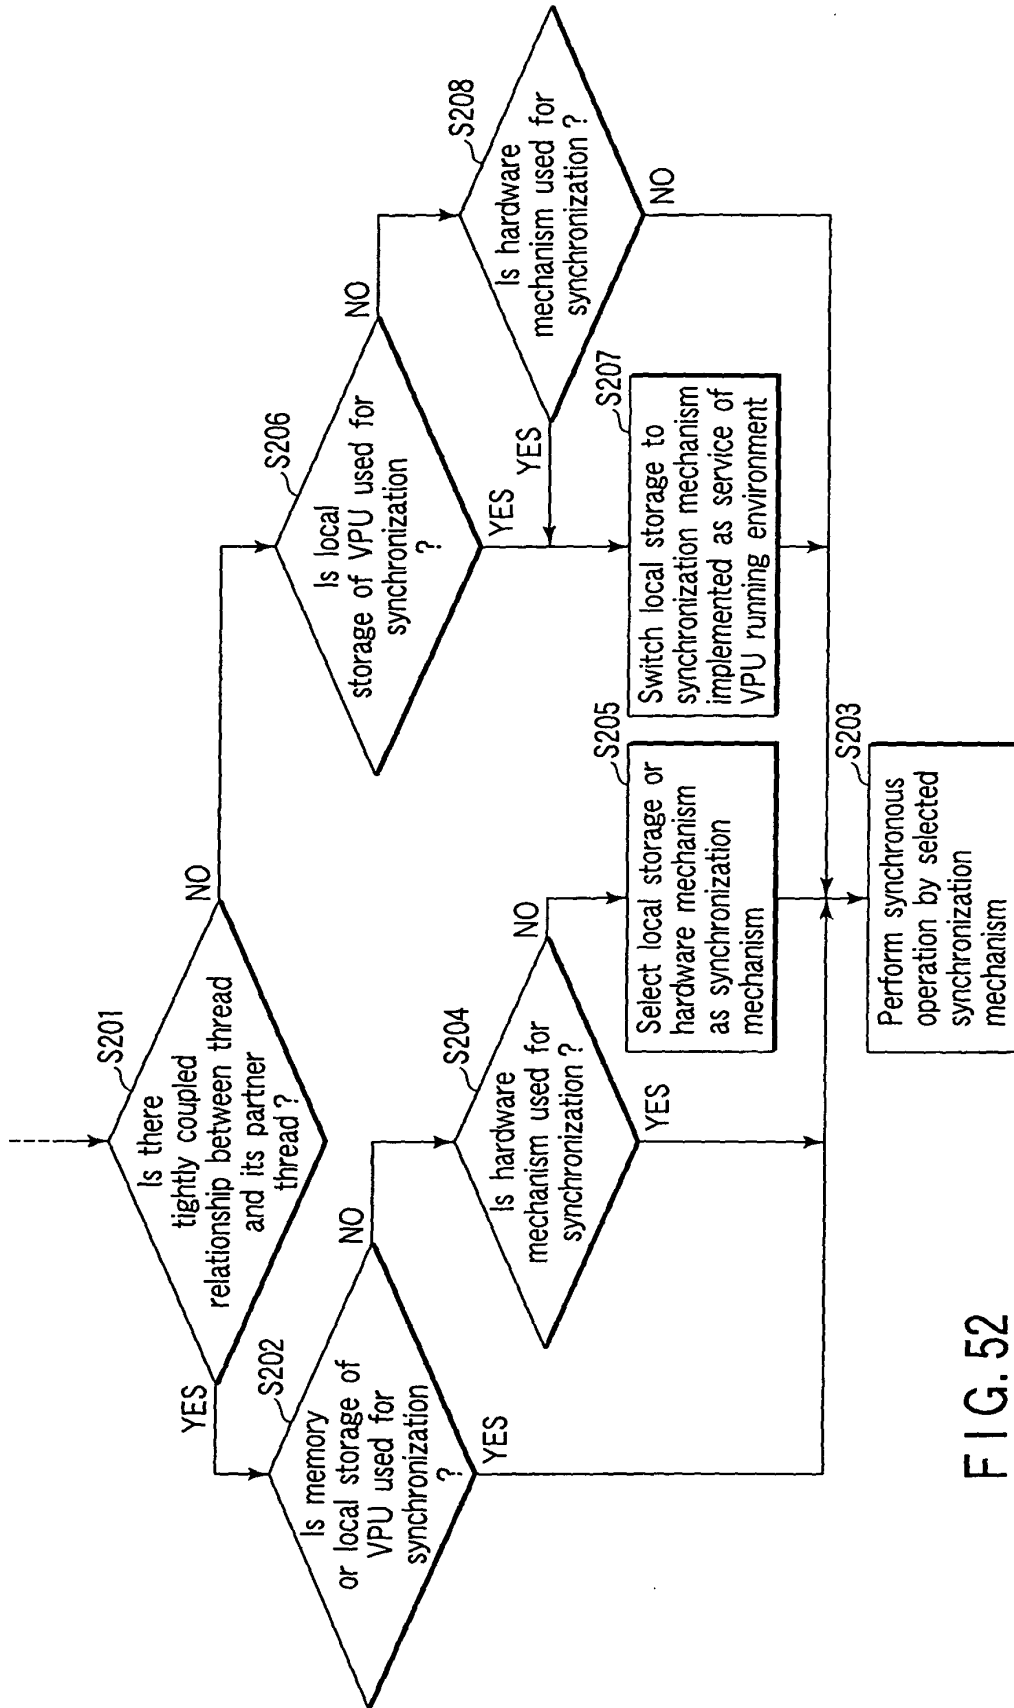 S201
Is there
tightly coupled
relationship between thread
and its partner
thread ?
YES
NO
S202
Is memory
or local storage of
VPU used for
synchronization
?
NO
YES
S204
Is hardware
mechanism used for
synchronization ?
NO
YES
S205
Select local storage or
hardware mechanism
as synchronization
mechanism
S206
Is local
storage of VPU used for
synchronization
?
NO
YES
S208
Is hardware
mechanism used for
synchronization ?
YES
NO
S207
Switch local storage to
synchronization mechanism
implemented as service of
VPU running environment
S203
Perform synchronous
operation by selected
synchronization
mechanism
FIG. 52